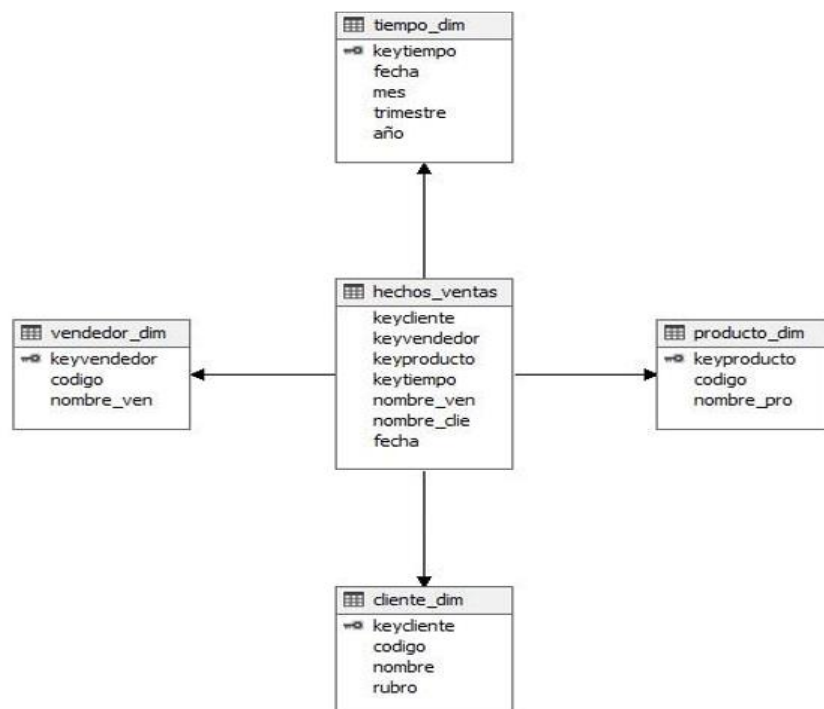 tiempo_dim
keytiempo
fecha
mes
trimestre
año
hechos_ventas
keycliente
keyvendedor
keyproducto
keytiempo
nombre_ven
nombre_clie
fecha
vendedor_dim
keyvendedor
codigo
nombre_ven
producto_dim
keyproducto
codigo
nombre_pro
cliente_dim
keycliente
codigo
nombre
rubro